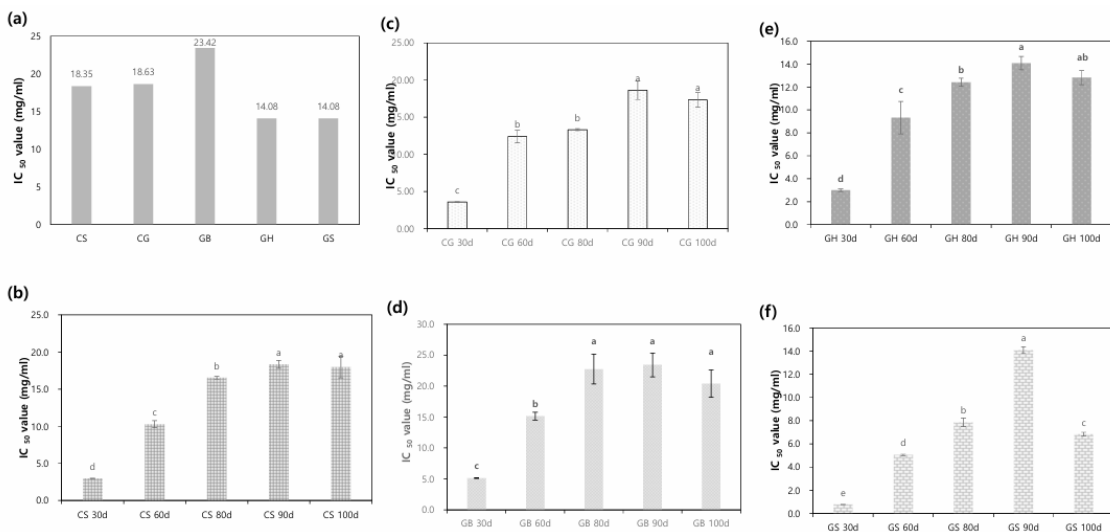 (a)
IC 50 value (mg/ml)
25
20
15
10
5
0
18.35
18.63
23.42
14.08
14.08
CS CG GB GH GS
(b)
IC 50 value (mg/ml)
25.0
20.0
15.0
10.0
5.0
0.0
d
c
b
a
a
CS 30d CS 60d CS 80d CS 90d CS 100d
(c)
IC 50 value (mg/ml)
25.00
20.00
15.00
10.00
5.00
0.00
c
b
b
a
a
CG 30d CG 60d CG 80d CG 90d CG 100d
(d)
IC 50 value (mg/ml)
30.0
25.0
20.0
15.0
10.0
5.0
0.0
c
b
a
a
a
GB 30d GB 60d GB 80d GB 90d GB 100d
(e)
IC 50 value (mg/ml)
16.0
14.0
12.0
10.0
8.0
6.0
4.0
2.0
0.0
d
c
b
a
ab
GH 30d GH 60d GH 80d GH 90d GH 100d
(f)
IC 50 value (mg/ml)
16.0
14.0
12.0
10.0
8.0
6.0
4.0
2.0
0.0
e
d
b
a
c
GS 30d GS 60d GS 80d GS 90d GS 100d